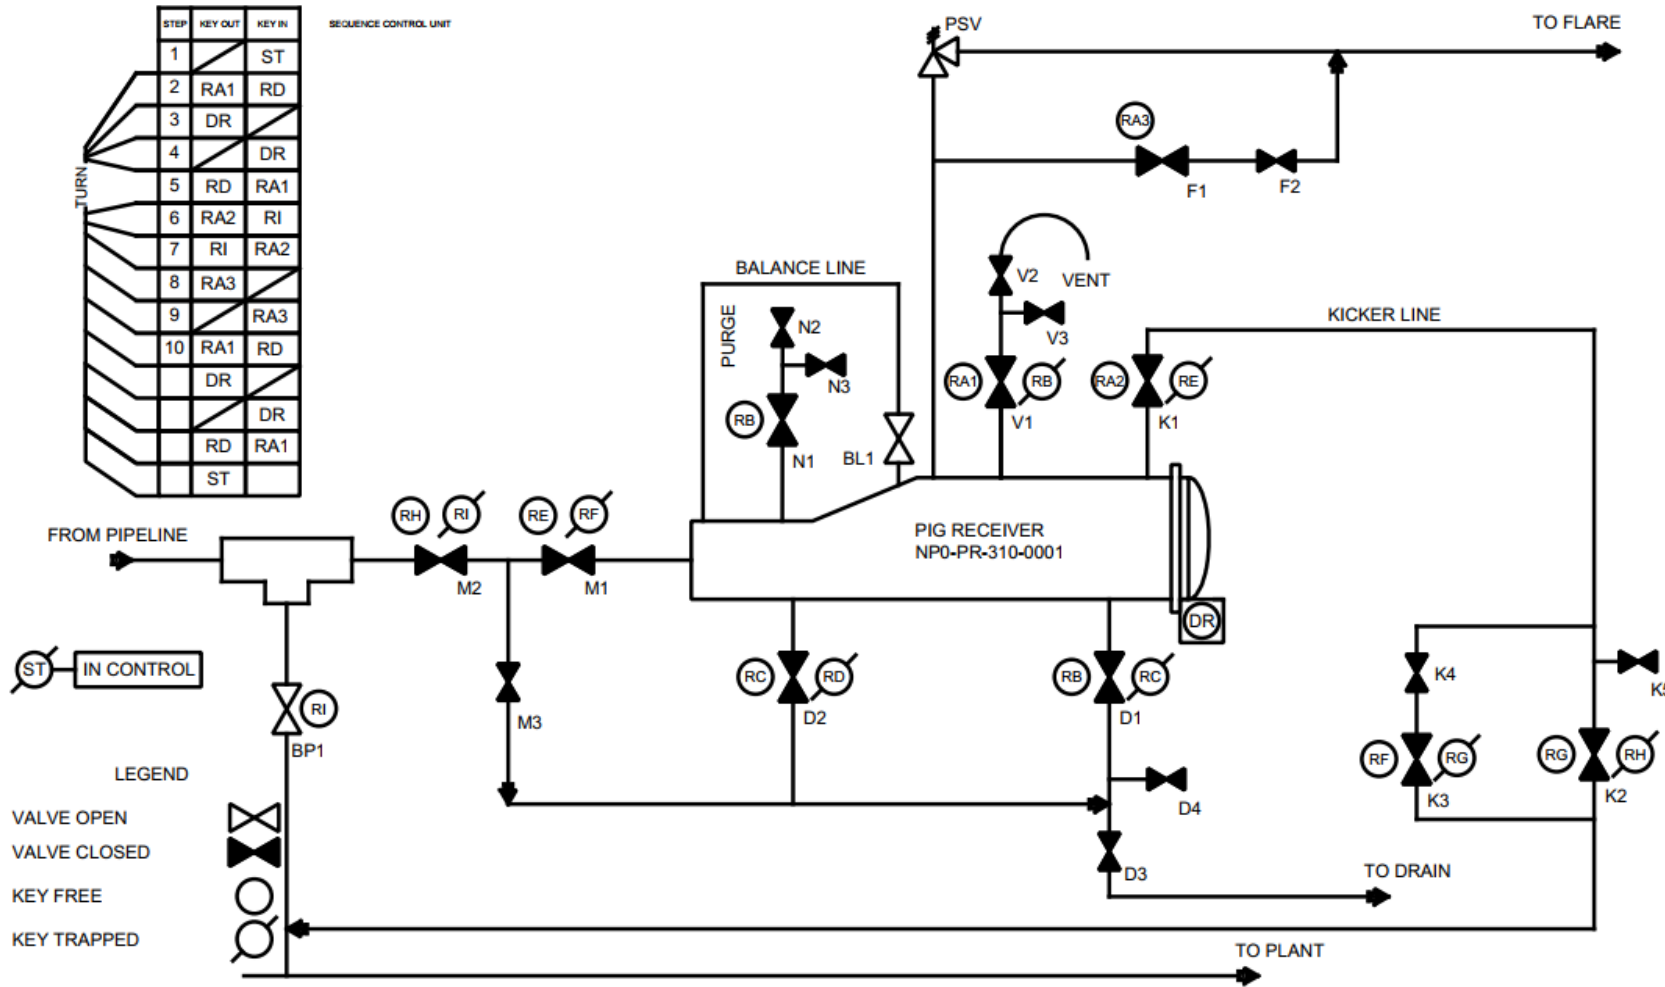 STEP KEY OUT KEY IN
SEQUENCE CONTROL UNIT
1 ST
2 RA1 RD
3 DR
4 DR
5 RD RA1
6 RA2 RI
7 RI RA2
8 RA3
9 RA3
10 RA1 RD
DR
DR
RD RA1
ST
TURN
PSV
TO FLARE
RA3
F1
F2
BALANCE LINE
PURGE
N2
N3
RB
N1
BL1
V2
VENT
V3
RA1
RB
V1
KICKER LINE
RA2
RE
K1
FROM PIPELINE
RH
RI
M2
RE
RF
M1
PIG RECEIVER
NP0-PR-310-0001
DR
ST
IN CONTROL
RI
BP1
M3
RC
RD
D2
RB
RC
D1
D4
D3
TO DRAIN
K4
K5
RF
RG
K3
RG
RH
K2
LEGEND
VALVE OPEN
VALVE CLOSED
KEY FREE
KEY TRAPPED
TO PLANT